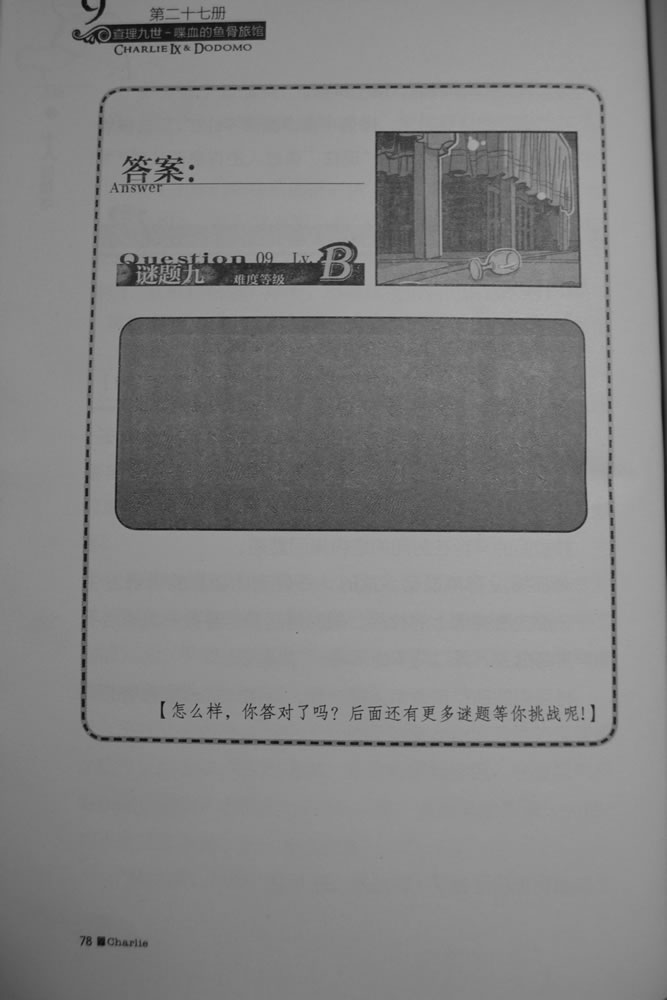 9
第二十七册
查理九世-喋血的鱼骨旅馆
CHARLIE IX & DODOMO
答案:
Answer
Question 09 Lv. B
谜题九 难度等级
【怎么样,你答对了吗?后面还有更多谜题等你挑战呢!】
78 Charlie